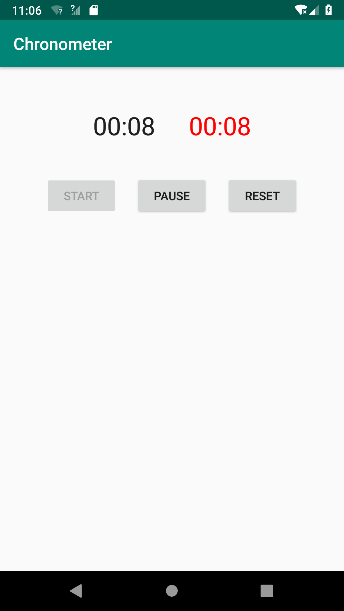 11:06
Chronometer
00:08 00:08
START PAUSE RESET